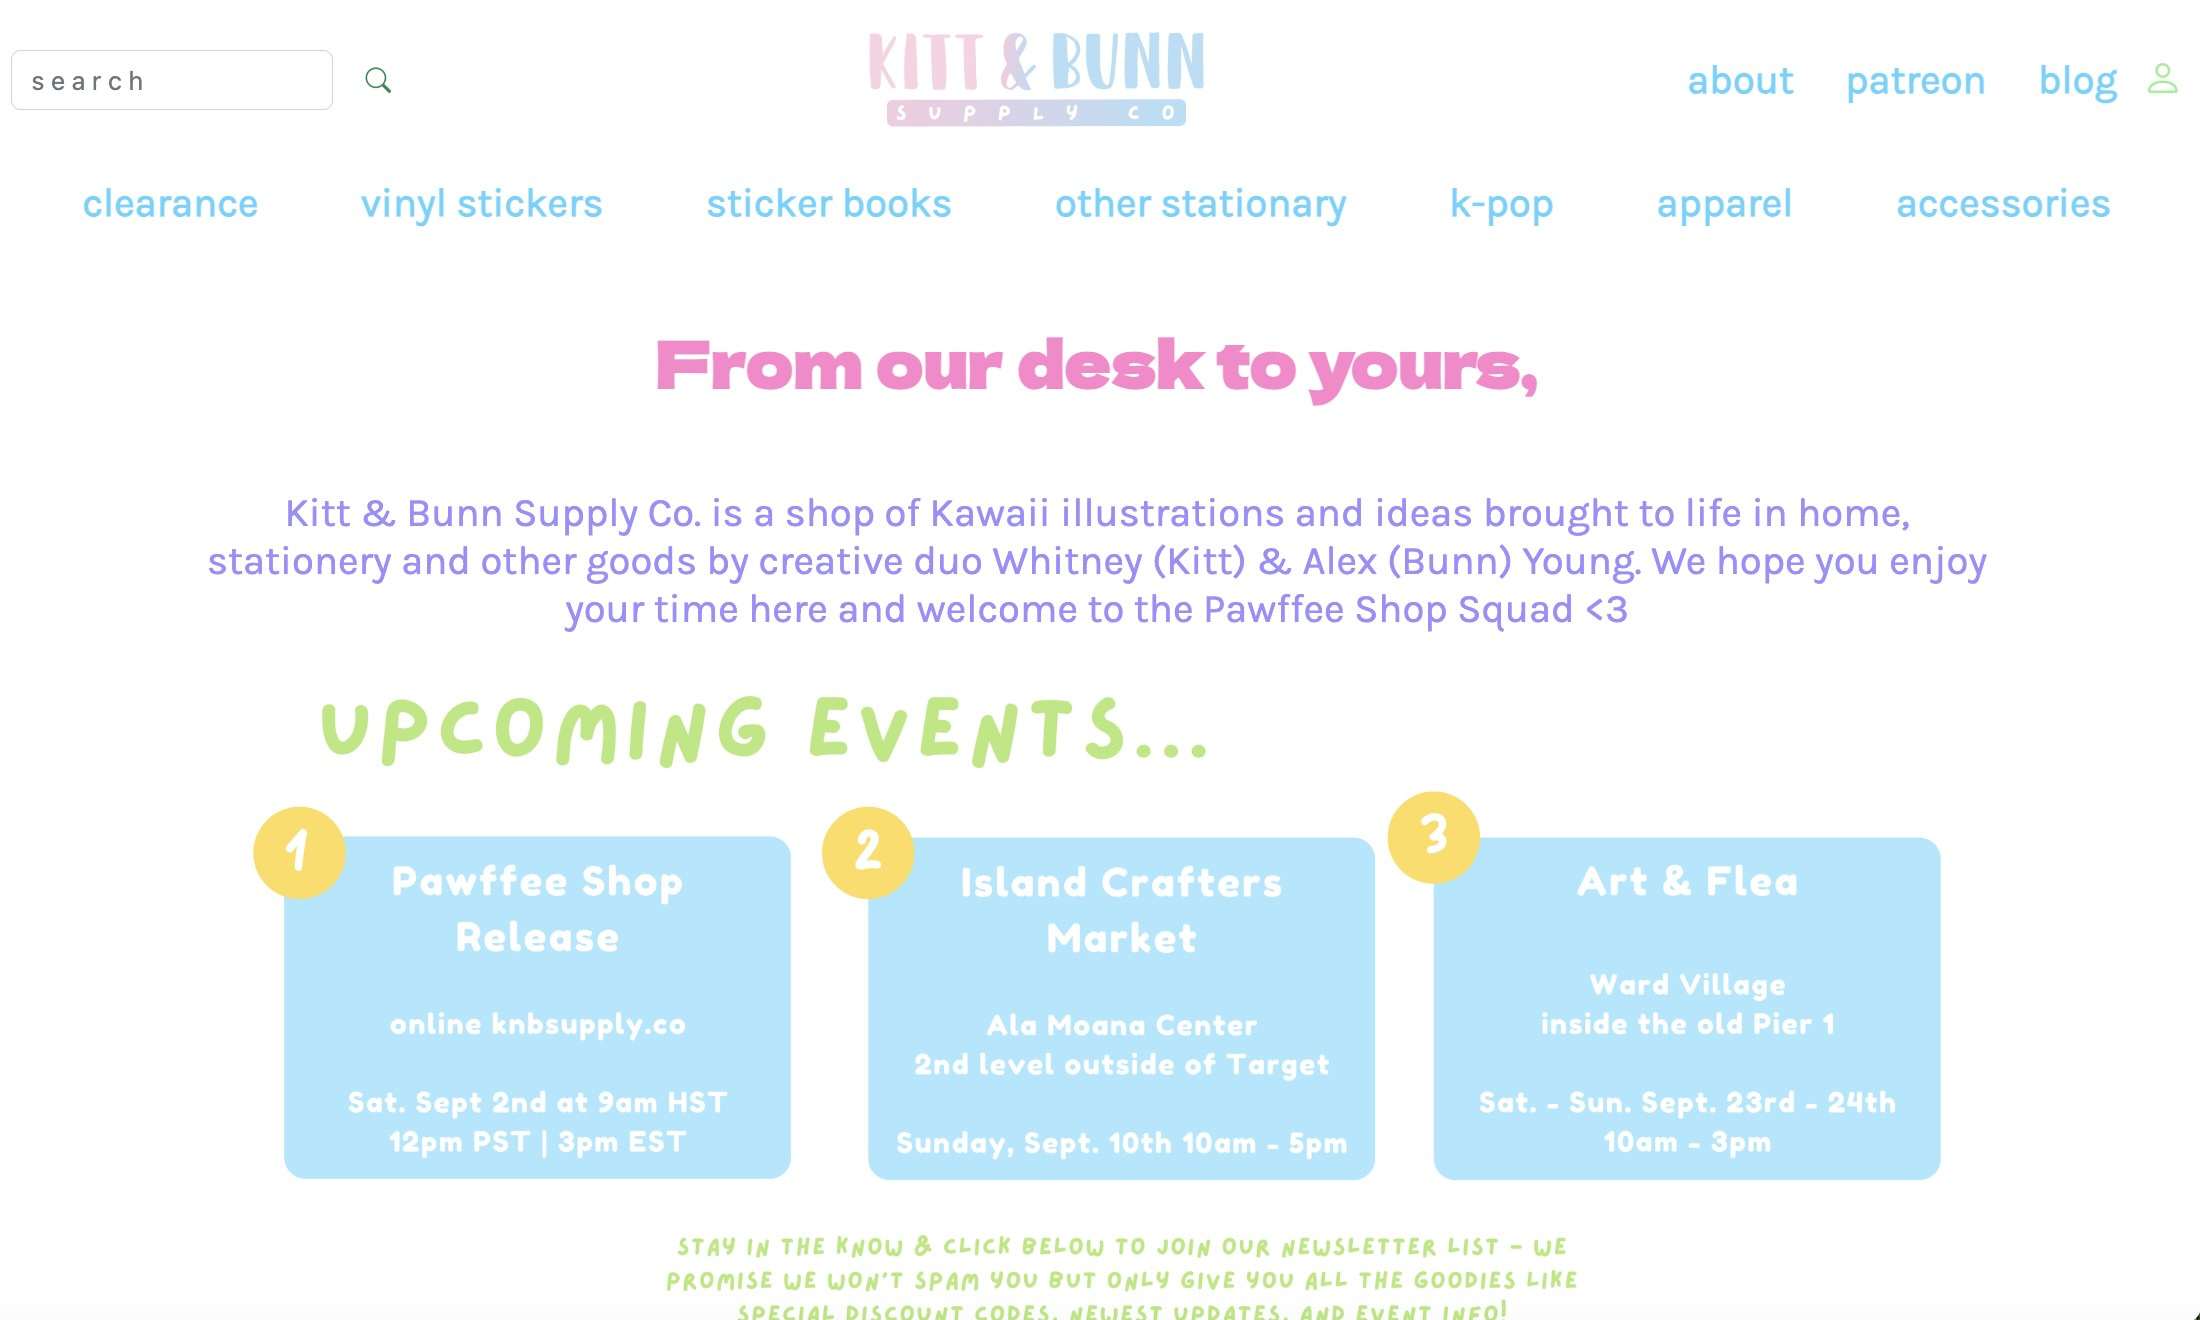 search
KITT & BUNN
SUPPLY CO
about patreon blog
clearance vinyl stickers sticker books other stationary k-pop apparel accessories
From our desk to yours,
Kitt & Bunn Supply Co. is a shop of Kawaii illustrations and ideas brought to life in home,
stationery and other goods by creative duo Whitney (Kitt) & Alex (Bunn) Young. We hope you enjoy
your time here and welcome to the Pawffee Shop Squad <3
UPCOMING EVENTS...
1
Pawffee Shop
Release
online knbsupply.co
Sat. Sept 2nd at 9am HST
12pm PST | 3pm EST
2
Island Crafters
Market
Ala Moana Center
2nd level outside of Target
Sunday, Sept. 10th 10am - 5pm
3
Art & Flea
Ward Village
inside the old Pier 1
Sat. - Sun. Sept. 23rd - 24th
10am - 3pm
STAY IN THE KNOW & CLICK BELOW TO JOIN OUR NEWSLETTER LIST - WE
PROMISE WE WON'T SPAM YOU BUT ONLY GIVE YOU ALL THE GOODIES LIKE
SPECIAL DISCOUNT CODES, NEWEST UPDATES, AND EVENT INFO!